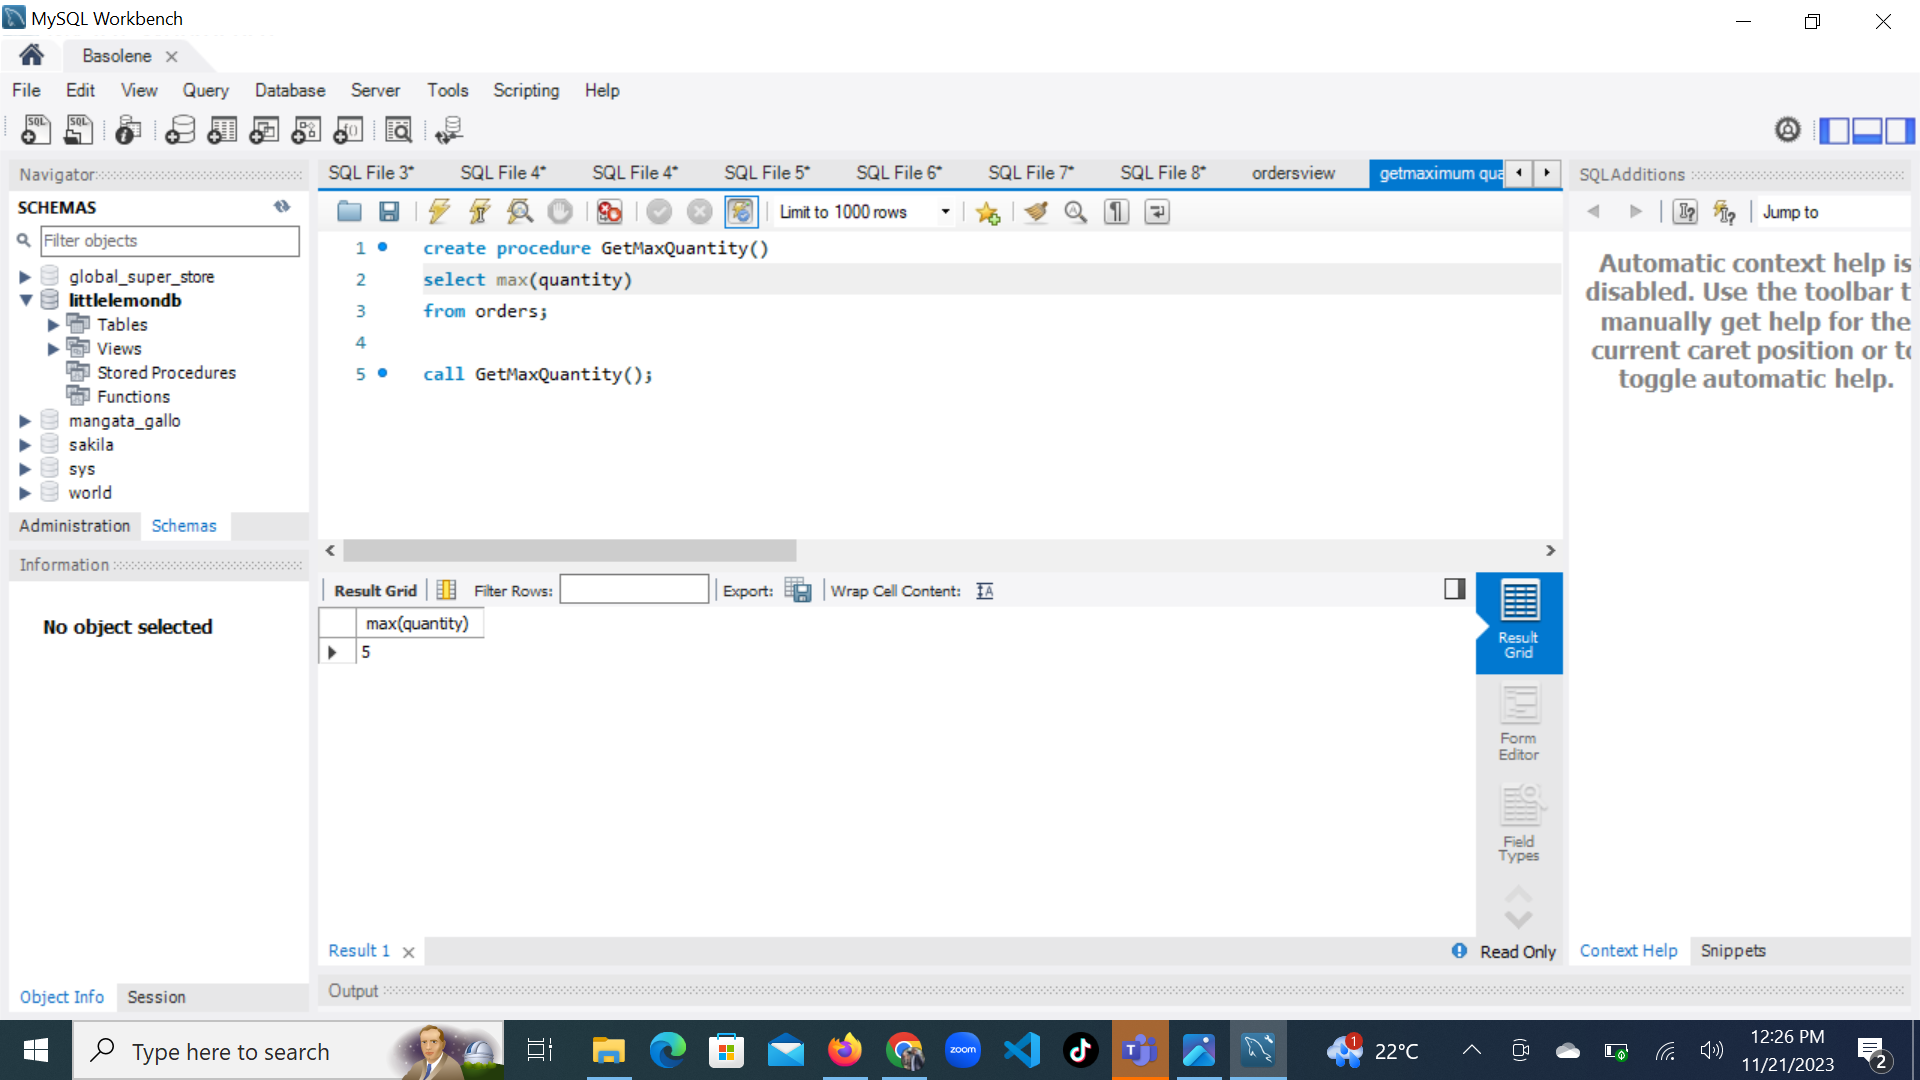 MySQL Workbench
Basolene
File Edit View Query Database Server Tools Scripting Help
Navigator
SCHEMAS
Filter objects
global_super_store
littlelemondb
Tables
Views
Stored Procedures
Functions
mangata_gallo
sakila
sys
world
Administration Schemas
Information
No object selected
Object Info Session
SQL File 3* SQL File 4* SQL File 4* SQL File 5* SQL File 6* SQL File 7* SQL File 8* ordersview getmaximum qua
Limit to 1000 rows
1 create procedure GetMaxQuantity()
2 select max(quantity)
3 from orders;
4
5 call GetMaxQuantity();
Result Grid Filter Rows: Export: Wrap Cell Content:
max(quantity)
5
Result
Grid
Form
Editor
Field
Types
Result 1
Read Only
Output
SQLAdditions
Jump to
Automatic context help is
disabled. Use the toolbar t
manually get help for the
current caret position or to
toggle automatic help.
Context Help Snippets
Type here to search
zoom
1
22°C
12:26 PM
11/21/2023
2